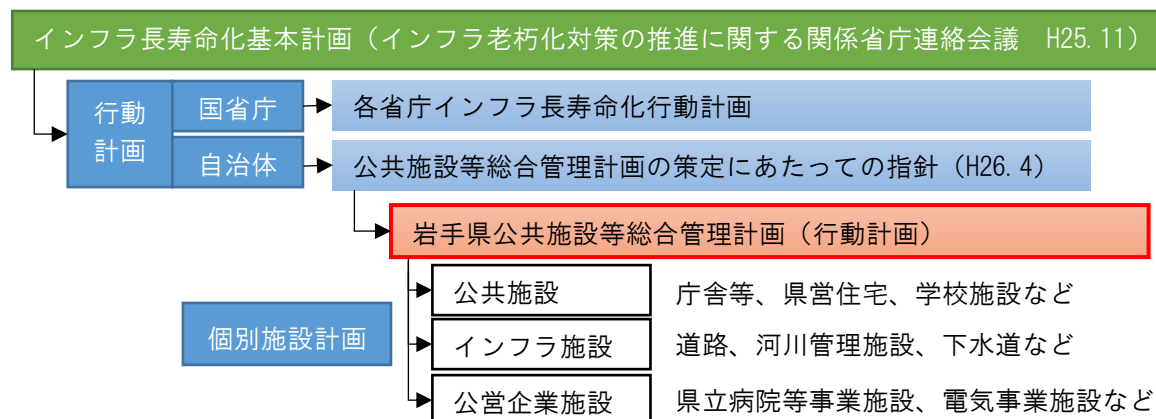 インフラ長寿命化基本計画（インフラ老朽化対策の推進に関する関係省庁連絡会議　H25.11）
行動
計画
国省庁
各省庁インフラ長寿命化行動計画
自治体
公共施設等総合管理計画の策定にあたっての指針（H26.4）
岩手県公共施設等総合管理計画（行動計画）
個別施設計画
公共施設
庁舎等、県営住宅、学校施設など
インフラ施設
道路、河川管理施設、下水道など
公営企業施設
県立病院等事業施設、電気事業施設など